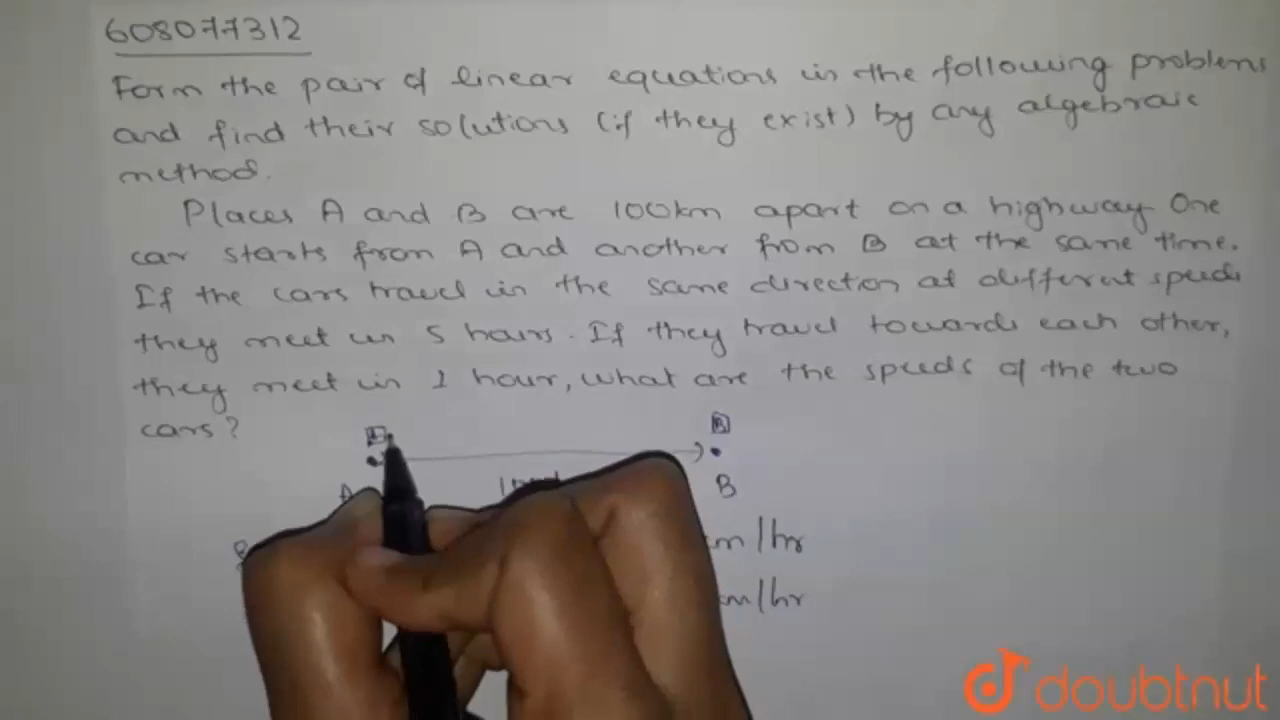 608077312
Form the pair of linear equations in the following problems
and find their solutions (if they exist) by any algebraic
method.
Places A and B are 100km apart on a highway One
car starts from A and another from B at the same time.
If the cars travel in the same direction at different speeds
they meet in 5 hours. If they travel towards each other,
they meet in 1 hour, what are the speeds of the two
cars?
B
A B
km/hr
km/hr
doubtnut